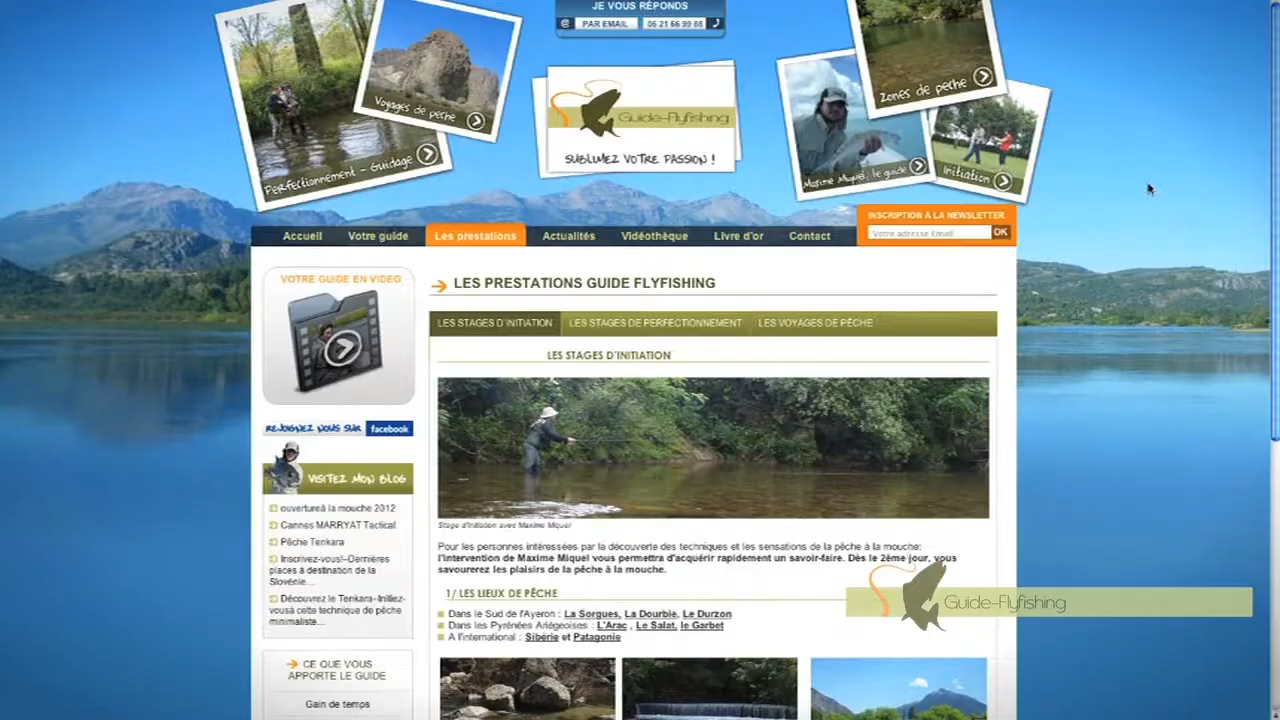 JE VOUS RÉPONDS
PAR EMAIL
06 21 66 99 88
Voyages de pêche
Perfectionnement - Guidage
Guide-Flyfishing
SUBLIMEZ VOTRE PASSION !
Zones de pêche
Maxime Miquel, le guide
Initiation
INSCRIPTION À LA NEWSLETTER
Votre adresse Email
OK
Accueil
Votre guide
Les prestations
Actualités
Vidéothèque
Livre d'or
Contact
VOTRE GUIDE EN VIDEO
REJOIGNEZ NOUS SUR facebook
VISITEZ MON BLOG
ouvertureà la mouche 2012
Cannes MARRYAT Tactical
Pêche Tenkara
Inscrivez-vous!–Dernières
places à destination de la
Slovénie...
Découvrez le Tenkara–Initiez-
vousà cette technique de pêche
minimaliste...
CE QUE VOUS
APPORTE LE GUIDE
Gain de temps
LES PRESTATIONS GUIDE FLYFISHING
LES STAGES D'INITIATION
LES STAGES DE PERFECTIONNEMENT
LES VOYAGES DE PÊCHE
LES STAGES D'INITIATION
Stage d'initiation avec Maxime Miquel
Pour les personnes intéressées par la découverte des techniques et les sensations de la pêche à la mouche:
l'intervention de Maxime Miquel vous permettra d'acquérir rapidement un savoir-faire. Dès le 2ème jour, vous
savourerez les plaisirs de la pêche à la mouche.
1/ LES LIEUX DE PÊCHE
Dans le Sud de l'Ayeron : La Sorgues, La Dourbie, Le Durzon
Dans les Pyrénées Ariégeoises : L'Arac , Le Salat, le Garbet
A l'international : Sibérie et Patagonie
Guide-Flyfishing